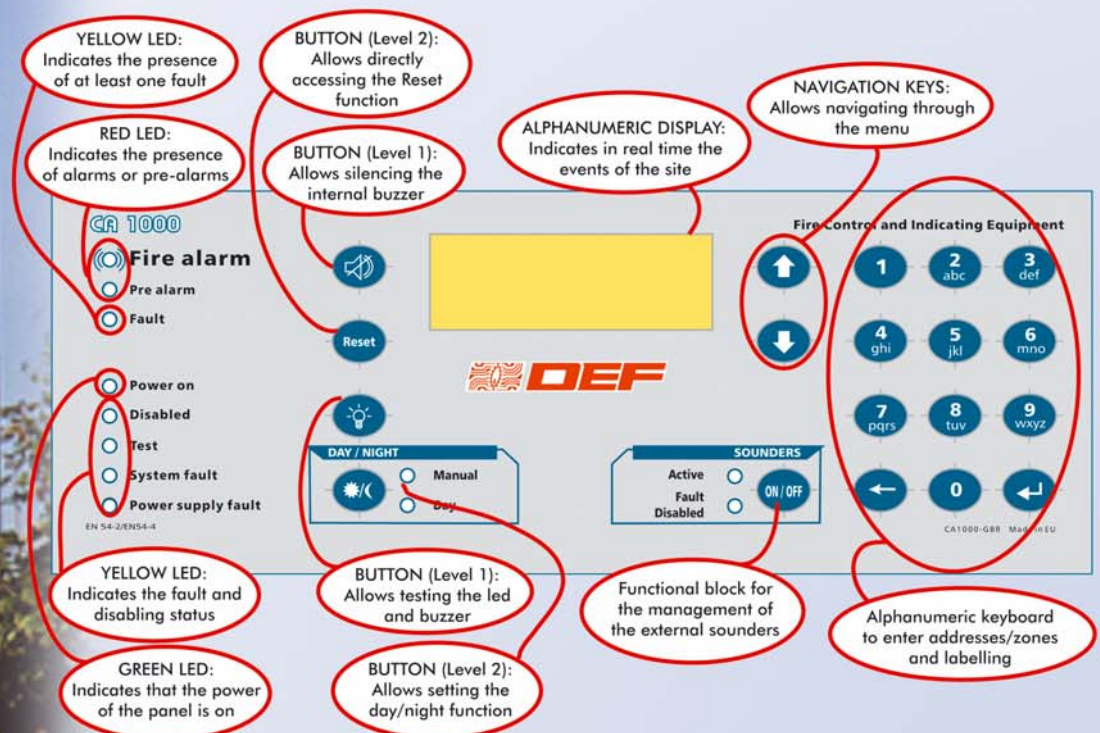 YELLOW LED:
Indicates the presence
of at least one fault
BUTTON (Level 2):
Allows directly
accessing the Reset
function
NAVIGATION KEYS:
Allows navigating through
the menu
RED LED:
Indicates the presence
of alarms or pre-alarms
BUTTON (Level 1):
Allows silencing the
internal buzzer
ALPHANUMERIC DISPLAY:
Indicates in real time the
events of the site
CA 1000
Fire Control and Indicating Equipment
Fire alarm
Pre alarm
Fault
Reset
DEF
1
2
abc
3
def
4
ghi
5
jkl
6
mno
7
pqrs
8
tuv
9
wxyz
0
Power on
Disabled
Test
System fault
Power supply fault
EN 54-2/EN54-4
DAY / NIGHT
Manual
Day
SOUNDERS
Active
Fault
Disabled
ON/OFF
CA1000-GBR Made in EU
YELLOW LED:
Indicates the fault and
disabling status
BUTTON (Level 1):
Allows testing the led
and buzzer
Functional block for
the management of
the external sounders
Alphanumeric keyboard
to enter addresses/zones
and labelling
GREEN LED:
Indicates that the power
of the panel is on
BUTTON (Level 2):
Allows setting the
day/night function